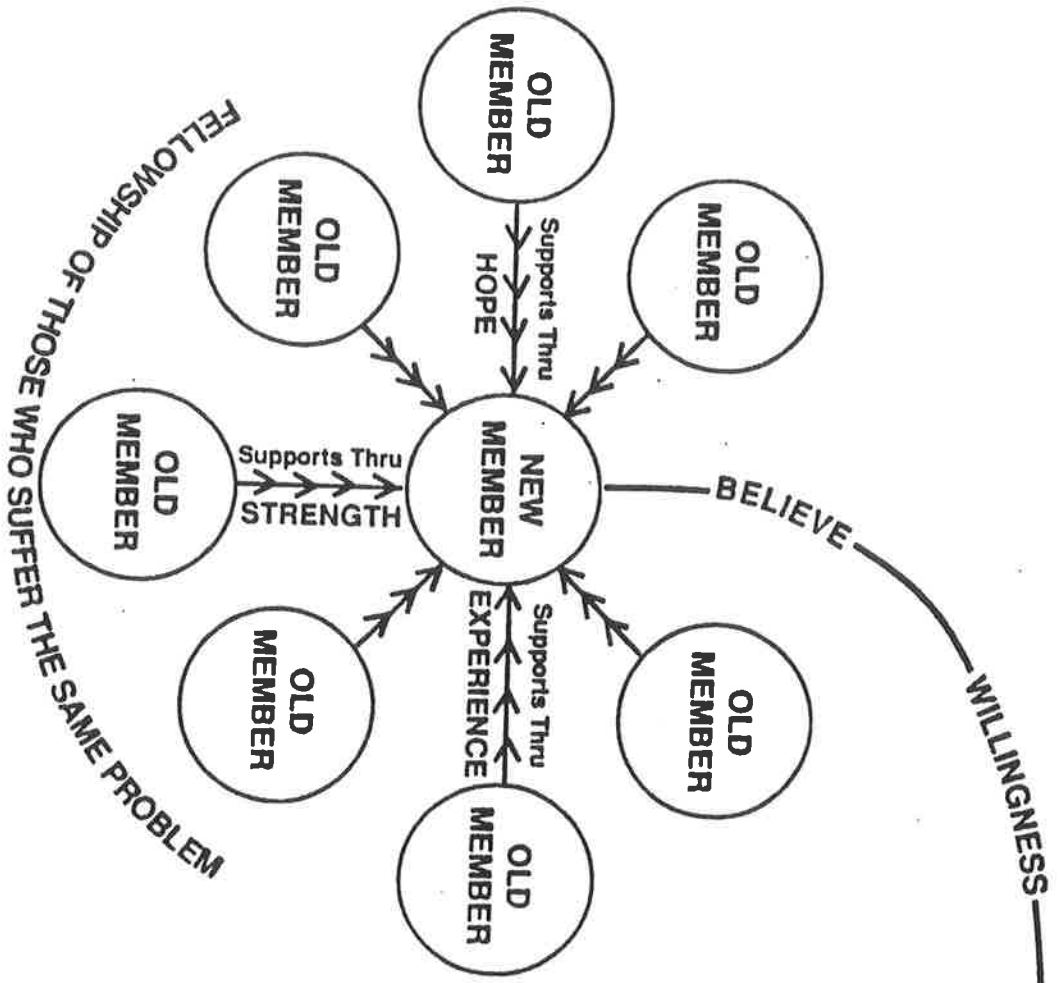 OLD
MEMBER
OLD
MEMBER
OLD
MEMBER
Supports Thru
HOPE
NEW
MEMBER
BELIEVE
WILLINGNESS
OLD
MEMBER
Supports Thru
STRENGTH
OLD
MEMBER
OLD
MEMBER
Supports Thru
EXPERIENCE
OLD
MEMBER
FELLOWSHIP OF THOSE WHO SUFFER THE SAME PROBLEM